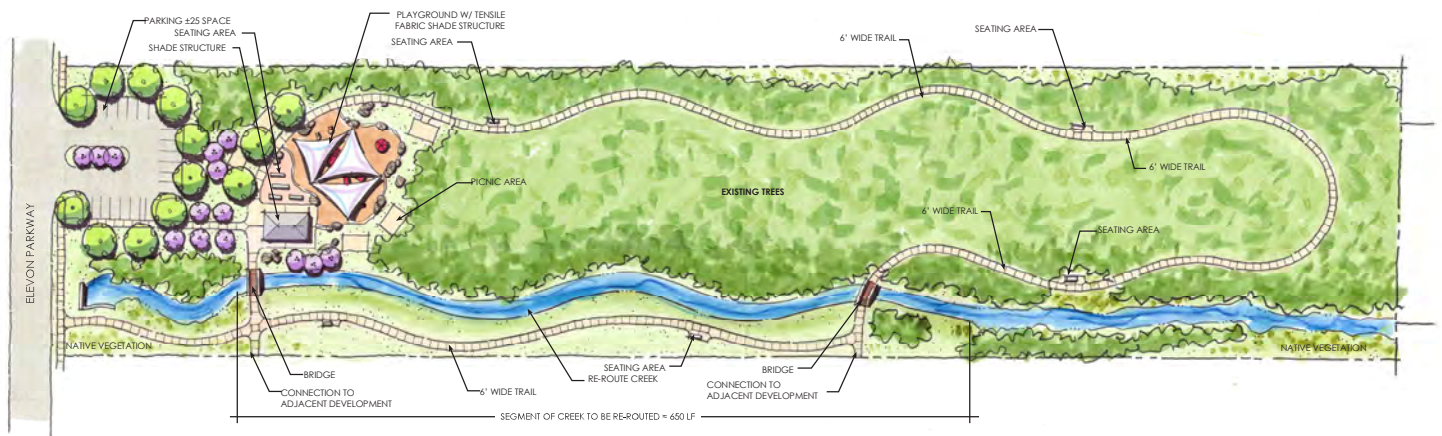 PARKING ±25 SPACE
SEATING AREA
SHADE STRUCTURE
PLAYGROUND W/ TENSILE
FABRIC SHADE STRUCTURE
SEATING AREA
6' WIDE TRAIL
SEATING AREA
6' WIDE TRAIL
PICNIC AREA
EXISTING TREES
6' WIDE TRAIL
SEATING AREA
ELEVON PARKWAY
NATIVE VEGETATION
BRIDGE
CONNECTION TO
ADJACENT DEVELOPMENT
6' WIDE TRAIL
SEATING AREA
RE-ROUTE CREEK
BRIDGE
CONNECTION TO
ADJACENT DEVELOPMENT
NATIVE VEGETATION
SEGMENT OF CREEK TO BE RE-ROUTED ≈ 650 LF